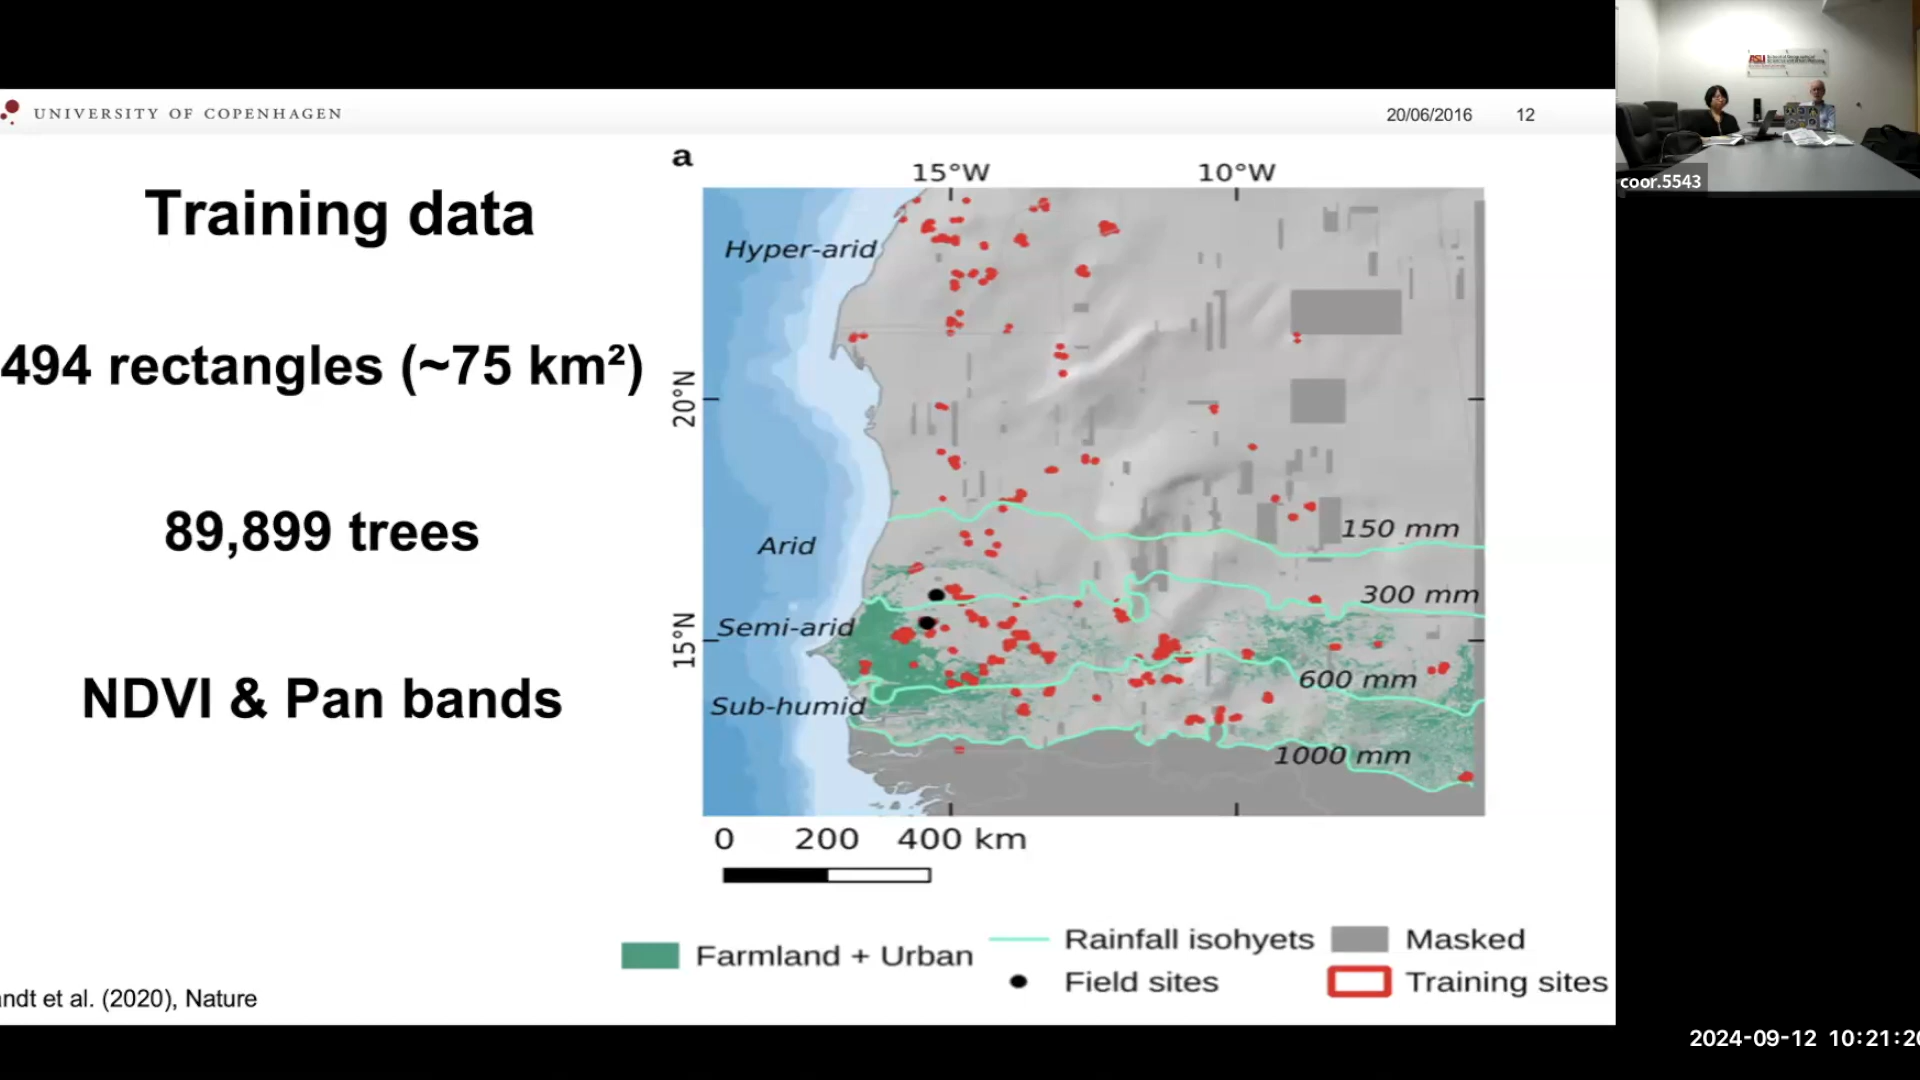 UNIVERSITY OF COPENHAGEN
20/06/2016 12
Training data
494 rectangles (~75 km²)
89,899 trees
NDVI & Pan bands
ndt et al. (2020), Nature
a
15°W 10°W
20°N
15°N
Hyper-arid
Arid
Semi-arid
Sub-humid
150 mm
300 mm
600 mm
1000 mm
0 200 400 km
Farmland + Urban
Rainfall isohyets
Field sites
Masked
Training sites
ASU
coor.5543
2024-09-12 10:21:20